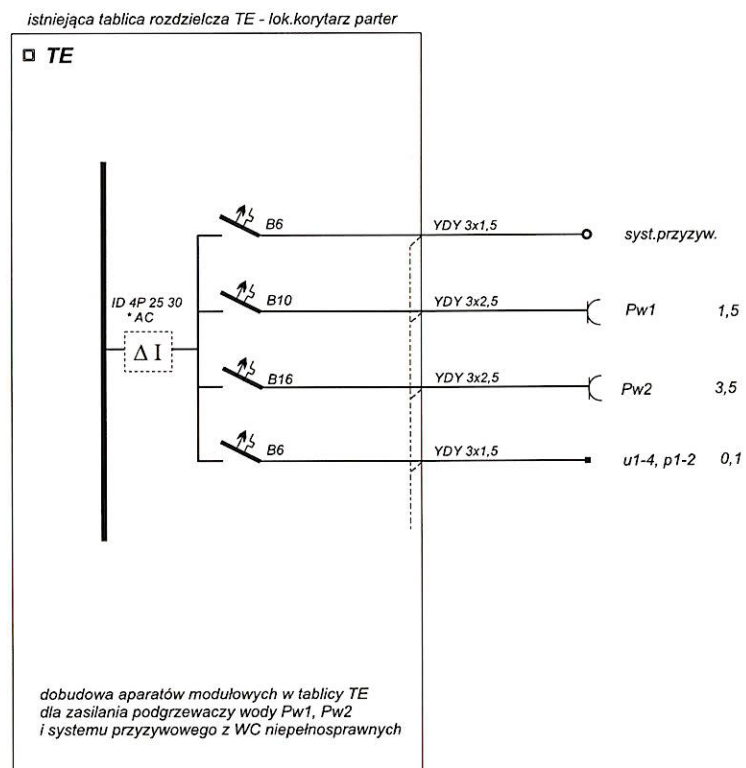 istniejąca tablica rozdzielcza TE - lok.korytarz parter
TE
B6 YDY 3x1,5 syst.przyzyw.
ID 4P 25 30
* AC
Δ I
B10 YDY 3x2,5 Pw1 1,5
B16 YDY 3x2,5 Pw2 3,5
B6 YDY 3x1,5 u1-4, p1-2 0,1
dobudowa aparatów modułowych w tablicy TE
dla zasilania podgrzewaczy wody Pw1, Pw2
i systemu przyzywowego z WC niepełnosprawnych